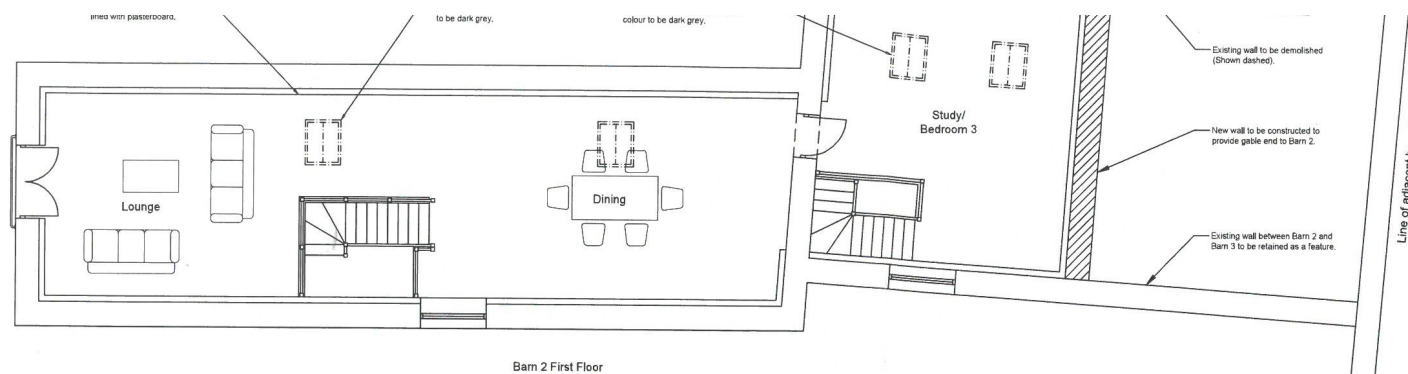 lined with plasterboard.
to be dark grey.
colour to be dark grey.
Existing wall to be demolished
(Shown dashed).
Study/
Bedroom 3
New wall to be constructed to
provide gable end to Barn 2.
Lounge
Dining
Existing wall between Barn 2 and
Barn 3 to be retained as a feature.
Line of adjacent
Barn 2 First Floor